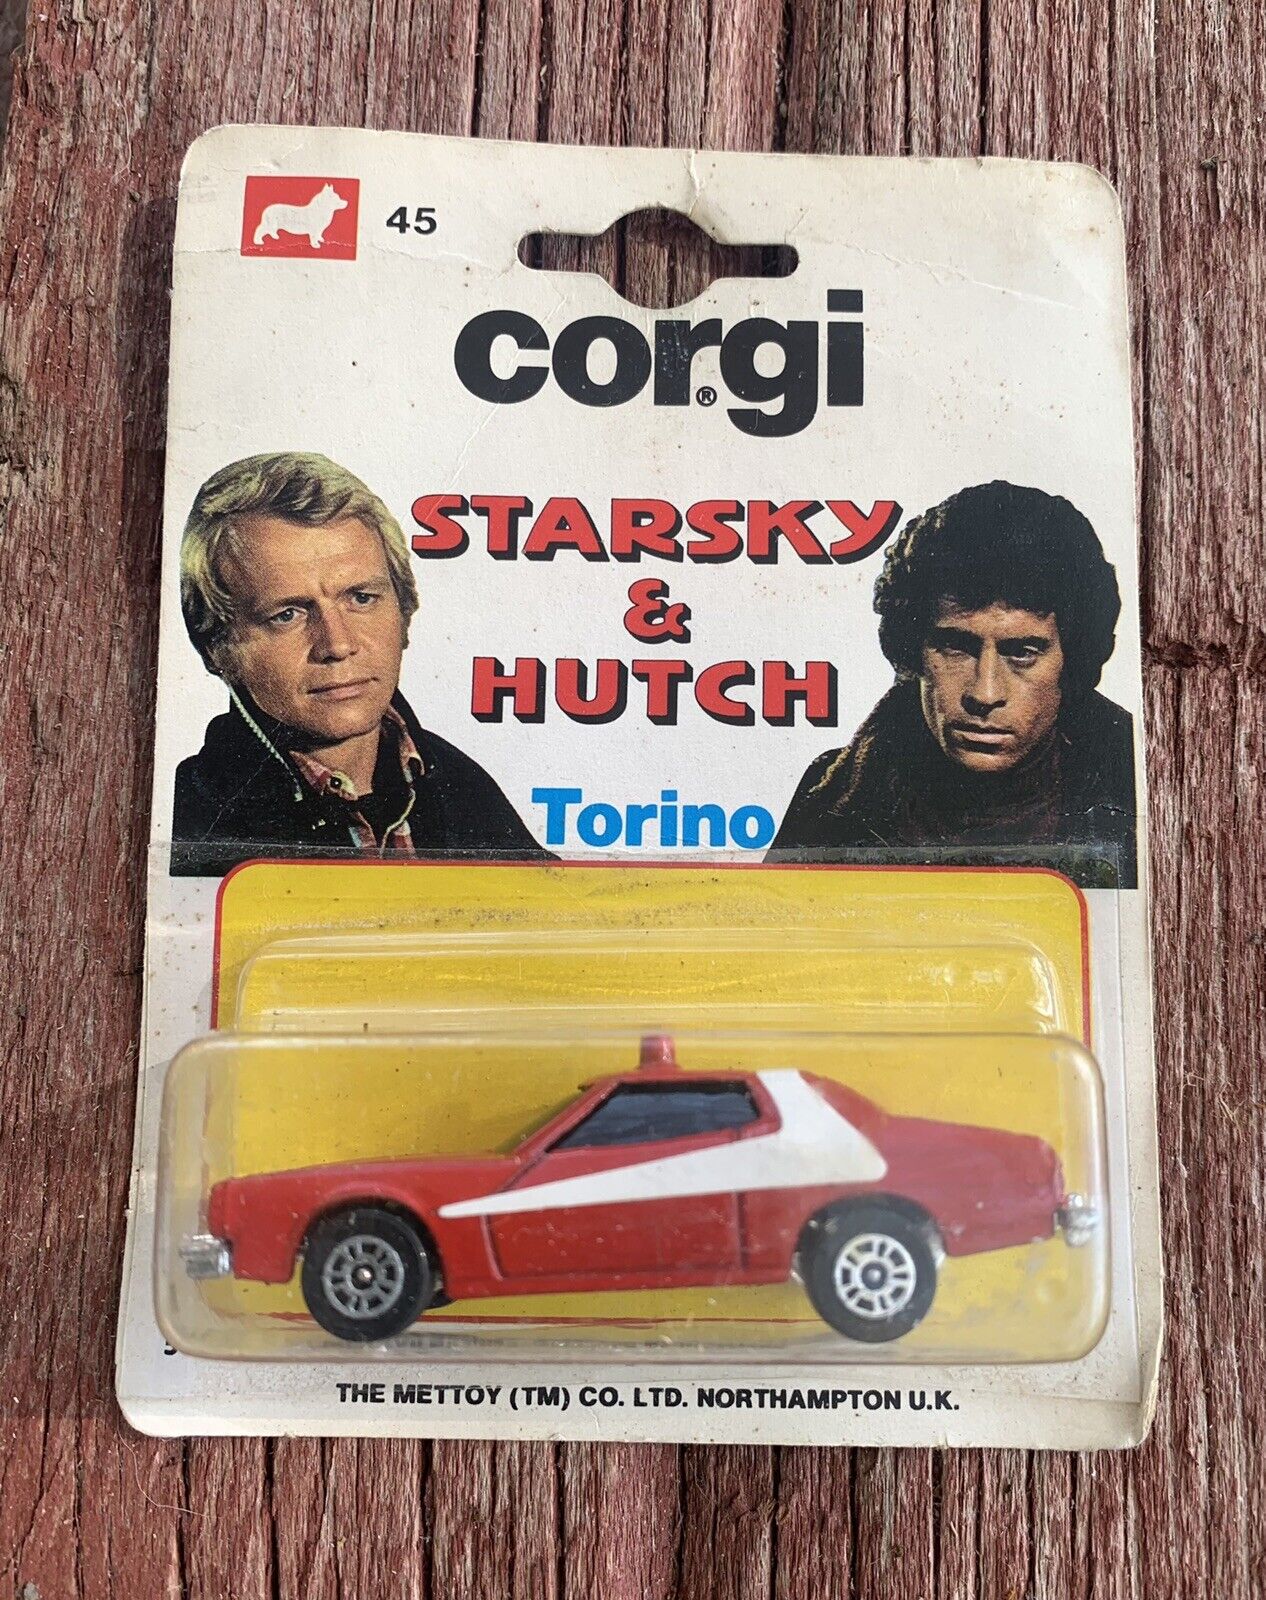 45
corgi®
STARSKY
&
HUTCH
Torino
THE METTOY (TM) CO. LTD. NORTHAMPTON U.K.